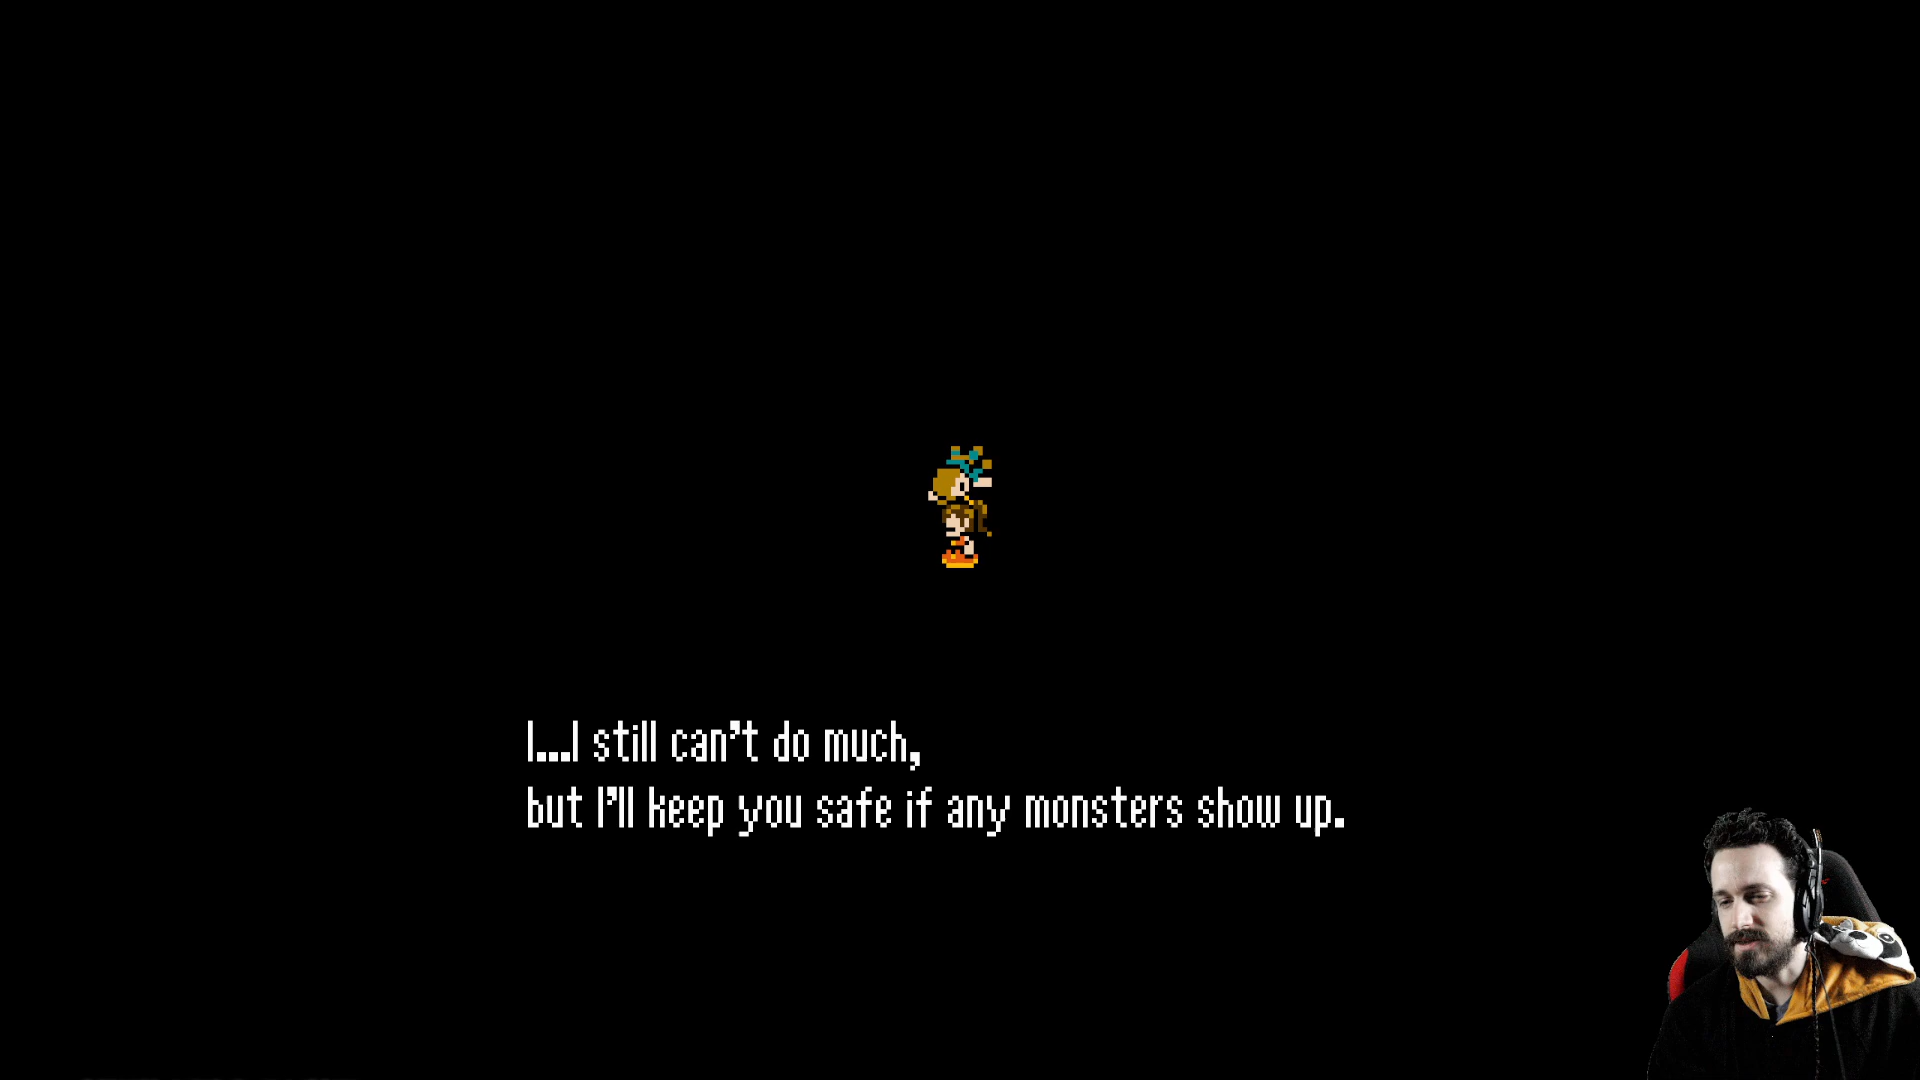 I...I still can't do much,
but I'll keep you safe if any monsters show up.